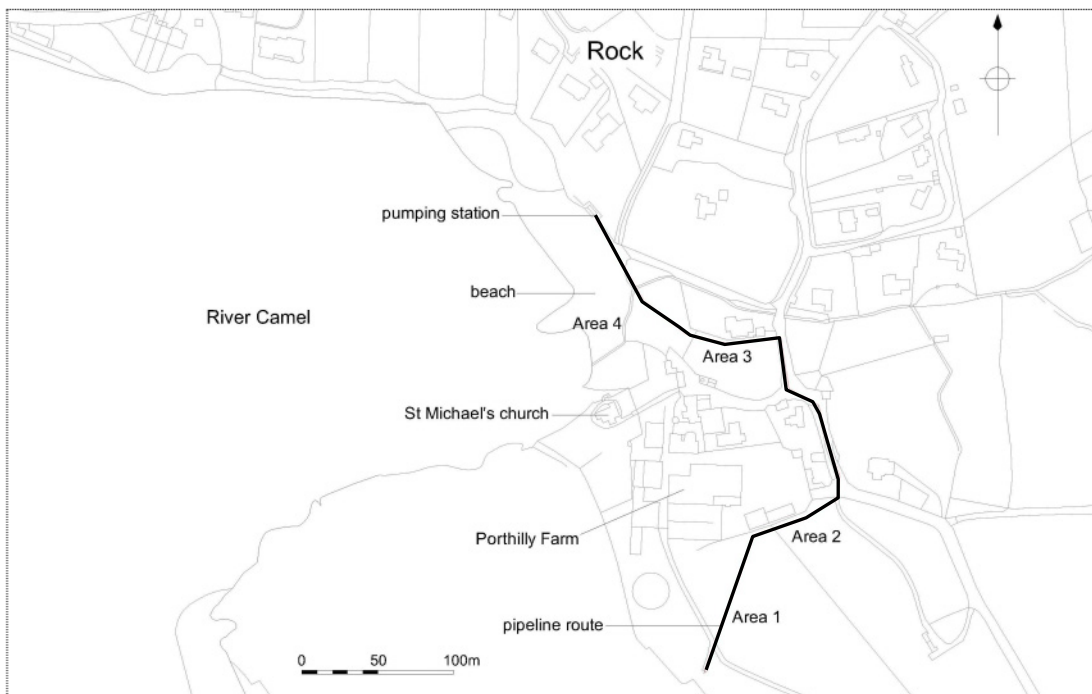 Rock
pumping station
beach
River Camel
Area 4
Area 3
St Michael's church
Porthilly Farm
Area 2
Area 1
pipeline route
0 50 100m